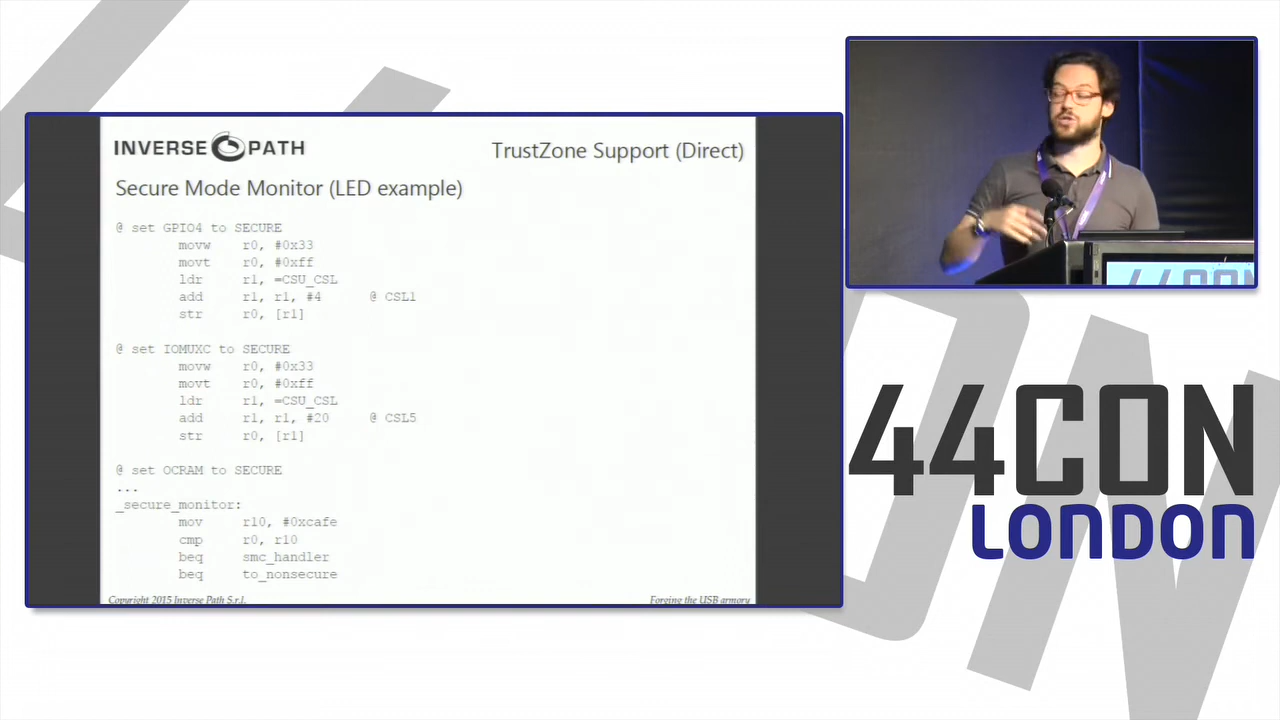 INVERSE PATH
TrustZone Support (Direct)
Secure Mode Monitor (LED example)
@ set GPIO4 to SECURE
movw r0, #0x33
movt r0, #0xff
ldr r1, =CSU_CSL
add r1, r1, #4 @ CSL1
str r0, [r1]
@ set IOMUXC to SECURE
movw r0, #0x33
movt r0, #0xff
ldr r1, =CSU_CSL
add r1, r1, #20 @ CSL5
str r0, [r1]
@ set OCRAM to SECURE
...
_secure_monitor:
mov r10, #0xcafe
cmp r0, r10
beq smc_handler
beq to_nonsecure
Copyright 2015 Inverse Path S.r.l.
Forging the USB armory
44CON
44CON
LONDON